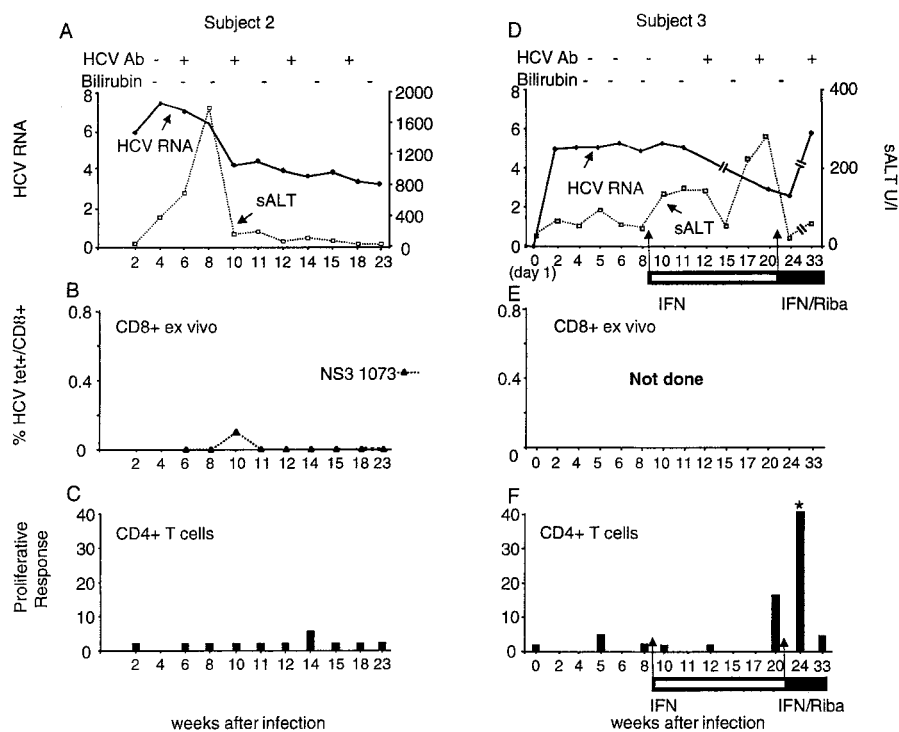 Subject 2
A
HCV Ab - + + + +
Bilirubin - - - - -
HCV RNA
8
6
4
2
0
2000
1600
1200
800
400
0
HCV RNA
sALT
2 4 6 8 10 11 12 14 15 18 23
B
% HCV tet+/CD8+
0.8
0.4
0
CD8+ ex vivo
NS3 1073
2 4 6 8 10 11 12 14 15 18 23
C
Proliferative
Response
40
30
20
10
0
CD4+ T cells
2 4 6 8 10 11 12 14 15 18 23
weeks after infection
Subject 3
D
HCV Ab - - - + + +
Bilirubin - - - - -
8
6
4
2
0
400
200
0
sALT U/l
HCV RNA
sALT
0 2 4 5 6 8 10 11 12 15 17 20 24 33
(day 1)
IFN IFN/Riba
E
0.8
0.4
0
CD8+ ex vivo
Not done
0 2 4 5 6 8 10 11 12 15 17 20 24 33
F
40
30
20
10
0
CD4+ T cells
*
0 2 4 5 6 8 10 11 12 15 17 20 24 33
IFN IFN/Riba
weeks after infection